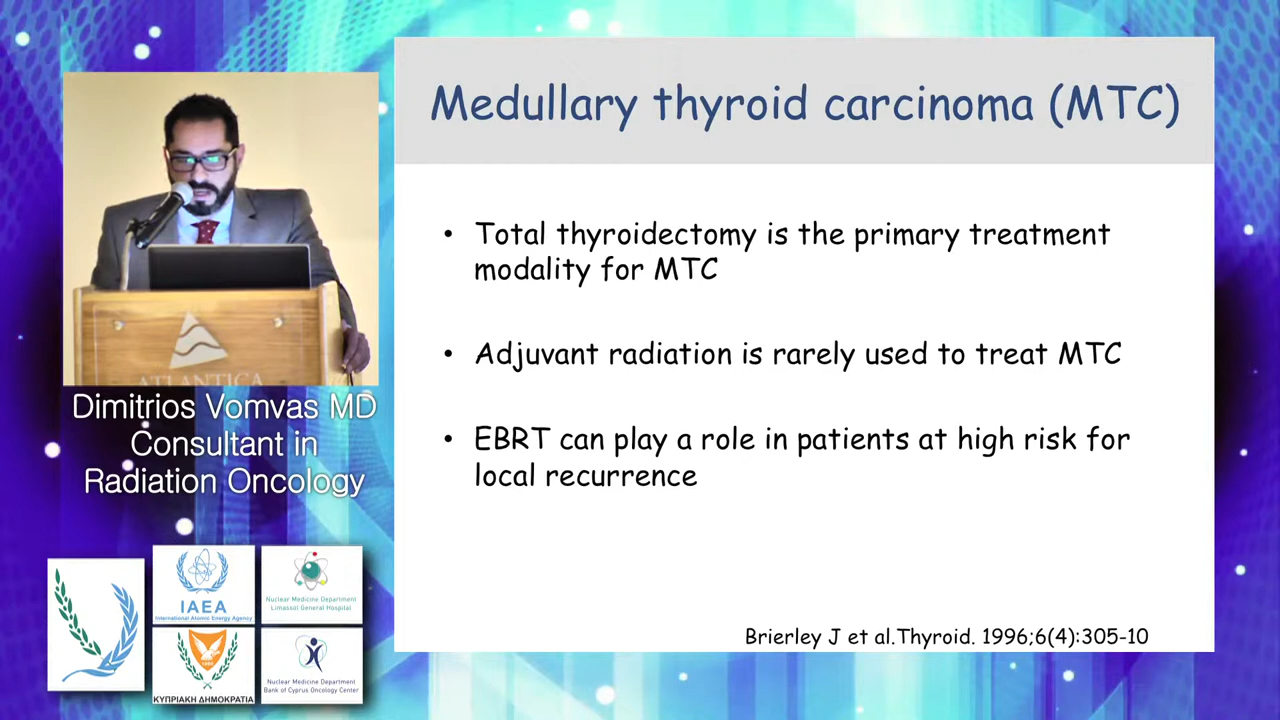 Medullary thyroid carcinoma (MTC)
• Total thyroidectomy is the primary treatment
modality for MTC
• Adjuvant radiation is rarely used to treat MTC
• EBRT can play a role in patients at high risk for
local recurrence
Brierley J et al.Thyroid. 1996;6(4):305-10
ATLANTICA
Dimitrios Vomvas MD
Consultant in
Radiation Oncology
IAEA
International Atomic Energy Agency
Nuclear Medicine Department
Limassol General Hospital
1960
ΚΥΠΡΙΑΚΗ ΔΗΜΟΚΡΑΤΙΑ
Nuclear Medicine Department
Bank of Cyprus Oncology Center